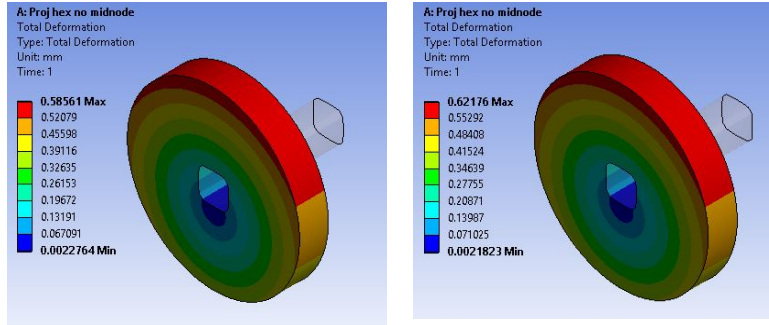 A: Proj hex no midnode
Total Deformation
Type: Total Deformation
Unit: mm
Time: 1
0.58561 Max
0.52079
0.45598
0.39116
0.32635
0.26153
0.19672
0.13191
0.067091
0.0022764 Min
A: Proj hex no midnode
Total Deformation
Type: Total Deformation
Unit: mm
Time: 1
0.62176 Max
0.55292
0.48408
0.41524
0.34639
0.27755
0.20871
0.13987
0.071025
0.0021823 Min